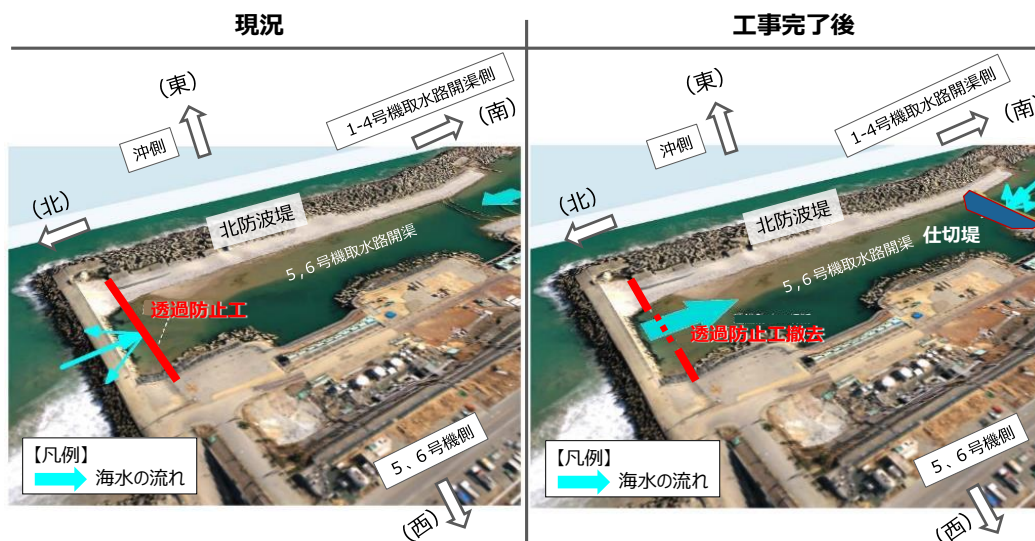 現況
(東)
沖側
1-4号機取水路開渠側
(南)
(北)
北防波堤
5,6号機取水路開渠
透過防止工
【凡例】
海水の流れ
5、6号機側
(西)
工事完了後
(東)
沖側
1-4号機取水路開渠側
(南)
(北)
北防波堤
仕切堤
5,6号機取水路開渠
透過防止工撤去
【凡例】
海水の流れ
5、6号機側
(西)